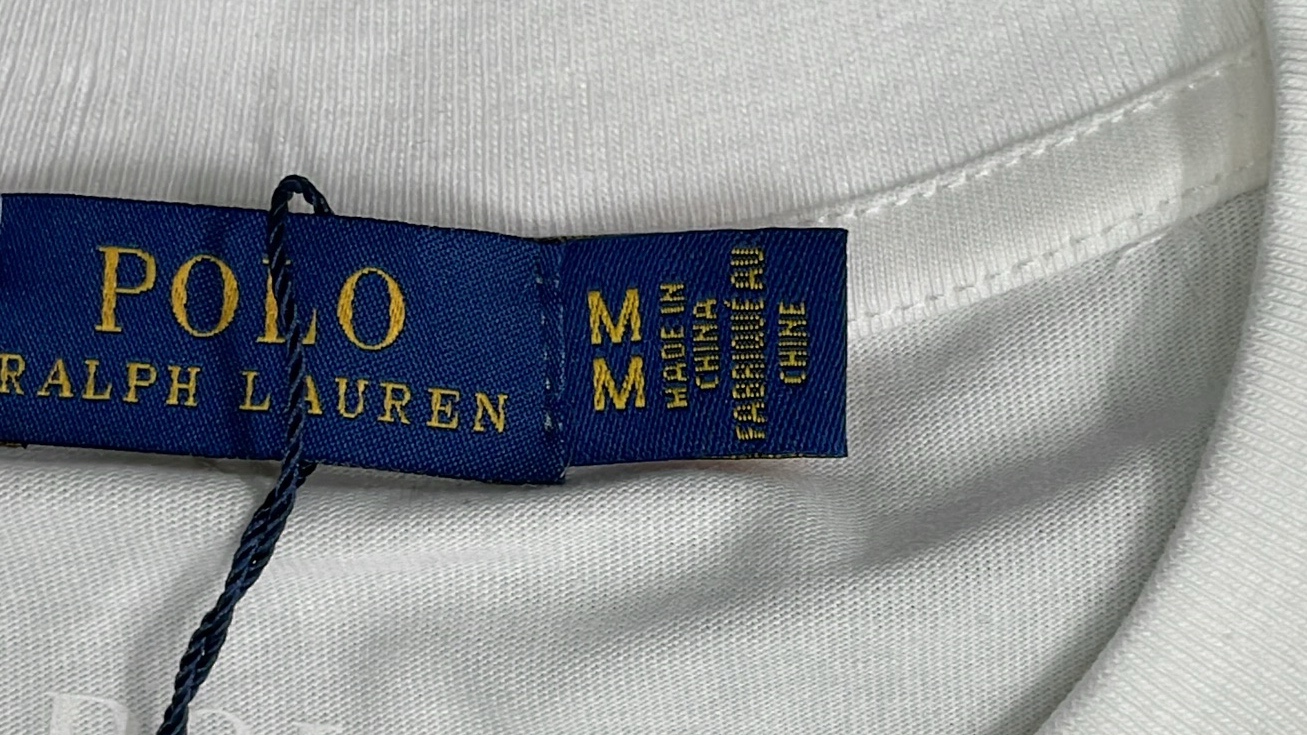 POLO
RALPH LAUREN
M
M
MADE IN
CHINA
FABRIQUÉ AU
CHINE